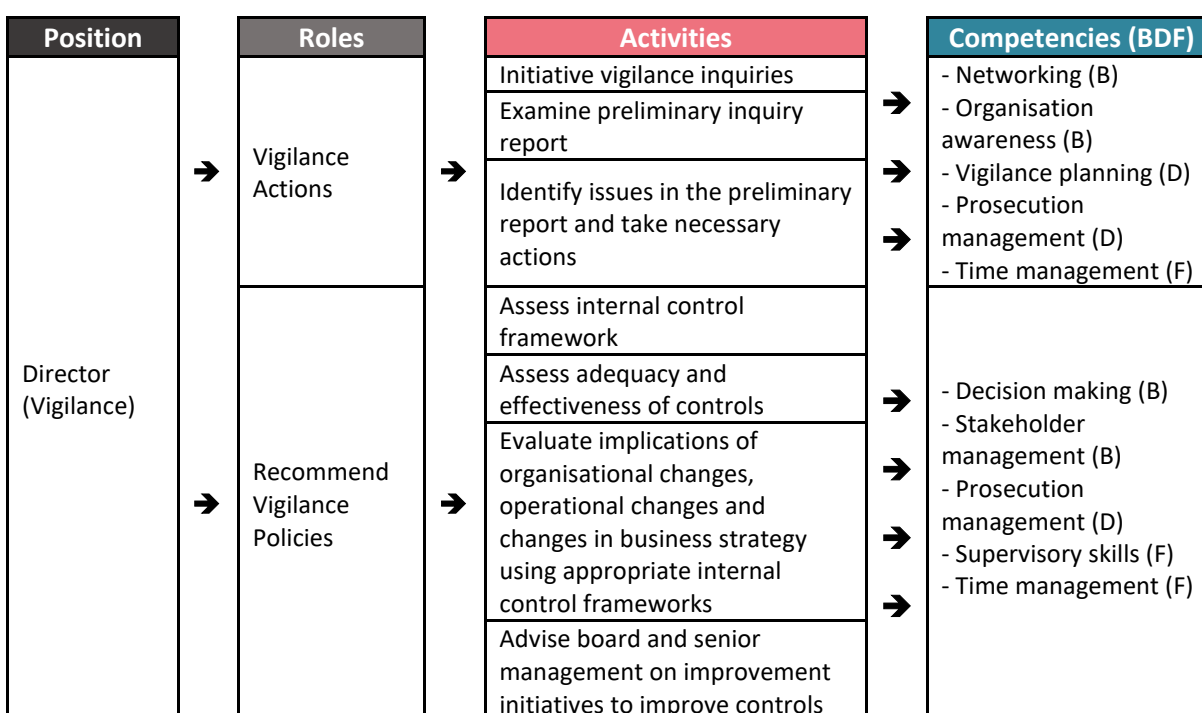 Position
Roles
Activities
Competencies (BDF)
Director
(Vigilance)
Vigilance
Actions
Initiative vigilance inquiries
Examine preliminary inquiry
report
Identify issues in the preliminary
report and take necessary
actions
- Networking (B)
- Organisation
awareness (B)
- Vigilance planning (D)
- Prosecution
management (D)
- Time management (F)
Recommend
Vigilance
Policies
Assess internal control
framework
Assess adequacy and
effectiveness of controls
Evaluate implications of
organisational changes,
operational changes and
changes in business strategy
using appropriate internal
control frameworks
Advise board and senior
management on improvement
initiatives to improve controls
- Decision making (B)
- Stakeholder
management (B)
- Prosecution
management (D)
- Supervisory skills (F)
- Time management (F)